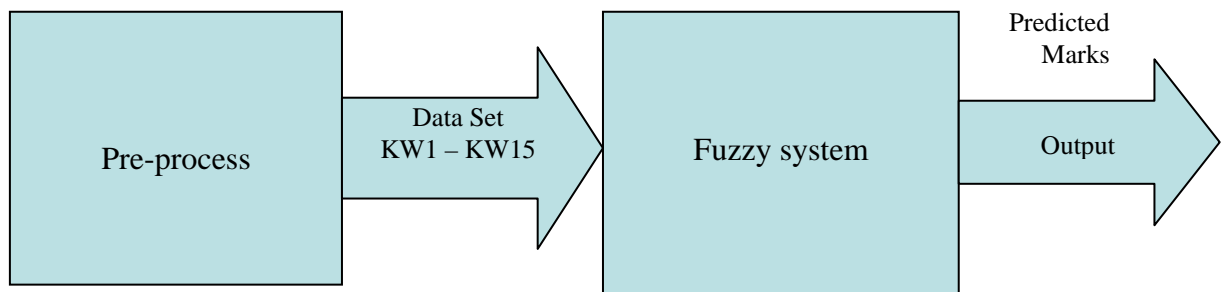 Pre-process
Data Set
KW1 – KW15
Fuzzy system
Predicted
Marks
Output